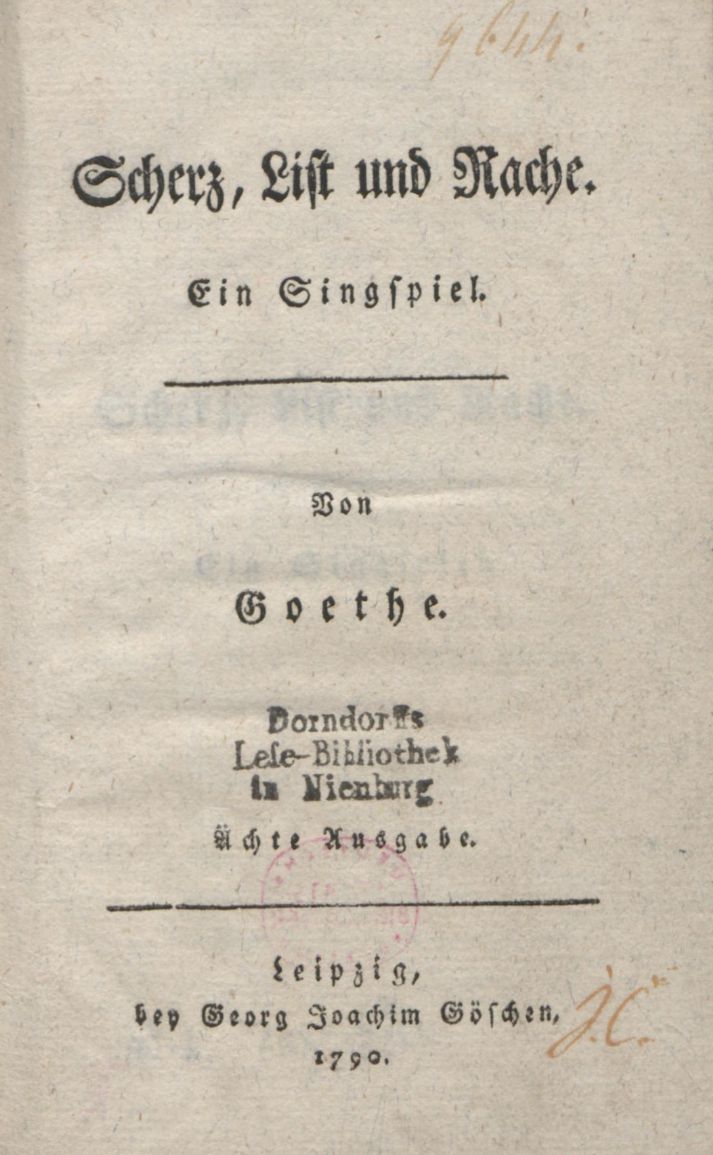 9644.
Scherz, List und Rache.
Ein Singspiel.
Von
Goethe.
Dorndorffs
Lese-Bibliothek
in Nienburg
Ächte Ausgabe.
Leipzig,
bey Georg Joachim Göschen,
1790.
J.C.